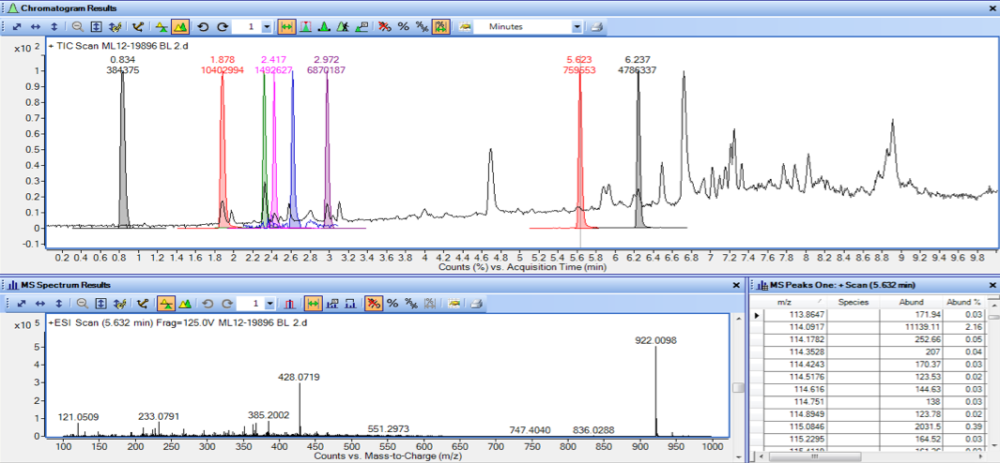 Chromatogram Results
1 Minutes
x10 2 + TIC Scan ML12-19896 BL 2.d
0.834 1.878 2.417 2.972 5.623 6.237
384375 10402994 1492627 6870187 759553 4786337
1
0.9
0.8
0.7
0.6
0.5
0.4
0.3
0.2
0.1
0
-0.1
0.2 0.4 0.6 0.8 1 1.2 1.4 1.6 1.8 2 2.2 2.4 2.6 2.8 3 3.2 3.4 3.6 3.8 4 4.2 4.4 4.6 4.8 5 5.2 5.4 5.6 5.8 6 6.2 6.4 6.6 6.8 7 7.2 7.4 7.6 7.8 8 8.2 8.4 8.6 8.8 9 9.2 9.4 9.6 9.8
Counts (%) vs. Acquisition Time (min)
MS Spectrum Results
1
x10 5 +ESI Scan (5.632 min) Frag=125.0V ML12-19896 BL 2.d
922.0098
5
4
428.0719
3
2
121.0509 233.0791 385.2002
1
551.2973 747.4040 836.0288
0
100 150 200 250 300 350 400 450 500 550 600 650 700 750 800 850 900 950 1000
Counts vs. Mass-to-Charge (m/z)
MS Peaks One: + Scan (5.632 min)
m/z Species Abund Abund %
113.8647 171.94 0.03
114.0917 11139.11 2.16
114.1782 252.66 0.05
114.3528 207 0.04
114.4243 170.37 0.03
114.5176 123.53 0.02
114.616 144.63 0.03
114.751 138 0.03
114.8949 123.78 0.02
115.0846 2031.5 0.39
115.2295 164.52 0.03